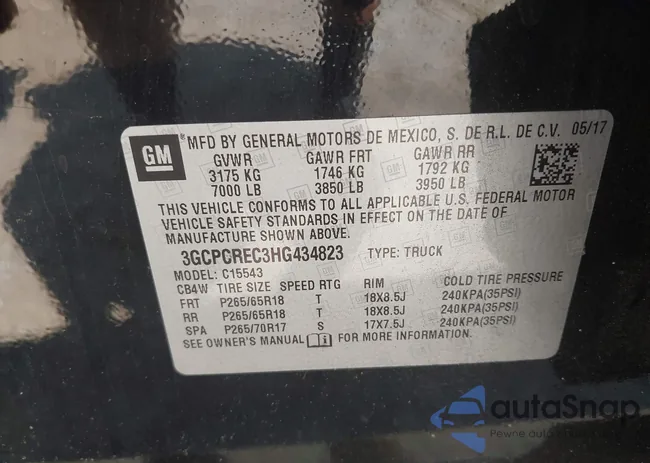 GM
MFD BY GENERAL MOTORS DE MEXICO, S. DE R.L. DE C.V. 05/17
GVWR GAWR FRT GAWR RR
3175 KG 1746 KG 1792 KG
7000 LB 3850 LB 3950 LB
THIS VEHICLE CONFORMS TO ALL APPLICABLE U.S. FEDERAL MOTOR
VEHICLE SAFETY STANDARDS IN EFFECT ON THE DATE OF
MANUFACTURE SHOWN ABOVE.
3GCPCREC3HG434823 TYPE: TRUCK
MODEL: C15543
CB4W TIRE SIZE SPEED RTG RIM COLD TIRE PRESSURE
FRT P265/65R18 T 18X8.5J 240KPA(35PSI)
RR P265/65R18 T 18X8.5J 240KPA(35PSI)
SPA P265/70R17 S 17X7.5J 240KPA(35PSI)
SEE OWNER'S MANUAL FOR MORE INFORMATION.
autoSnap
Pewne auto